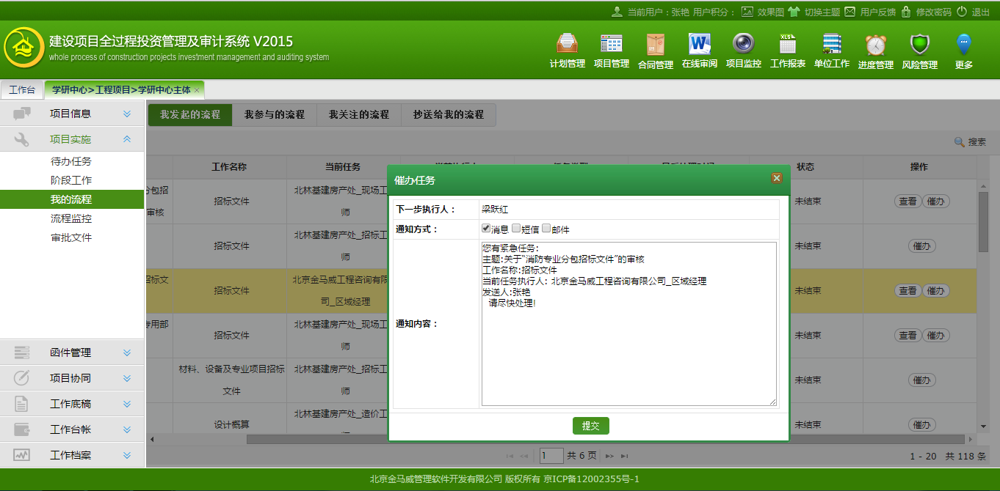 当前用户：张艳 用户积分： 效果图 切换主题 用户反馈 修改密码 退出
建设项目全过程投资管理及审计系统 V2015
whole process of construction projects investment management and auditing system
计划管理 项目管理 合同管理 在线审阅 项目监控 工作报表 单位工作 进度管理 风险管理 更多
工作台 学研中心>工程项目>学研中心主体 ×
项目信息
项目实施
待办任务
阶段工作
我的流程
流程监控
审批文件
函件管理
项目协同
工作底稿
工作台帐
工作档案
我发起的流程 我参与的流程 我关注的流程 抄送给我的流程
搜索
工作名称 当前任务 状态 操作
分包招
审核
招标文件
北林基建房产处_现场工
师
未结束 查看 催办
招标文件
北林基建房产处_招标工
师
未结束 催办
招标文
招标文件
北京金马威工程咨询有限
司_区域经理
未结束 查看 催办
专用部
招标文件
北林基建房产处_现场工
师
未结束 查看 催办
材料、设备及专业项目招标
文件
北林基建房产处_招标工
师
未结束 催办
设计概算
北林基建房产处_造价工
未结束 催办
催办任务
下一步执行人： 梁跃红
通知方式： 消息 短信 邮件
通知内容：
您有紧急任务:
主题:关于“消防专业分包招标文件”的审核
工作名称:招标文件
当前任务执行人: 北京金马威工程咨询有限公司_区域经理
发送人:张艳
请尽快处理!
提交
1 共 6 页
1 - 20 共 118 条
北京金马威管理软件开发有限公司 版权所有 京ICP备12002355号-1